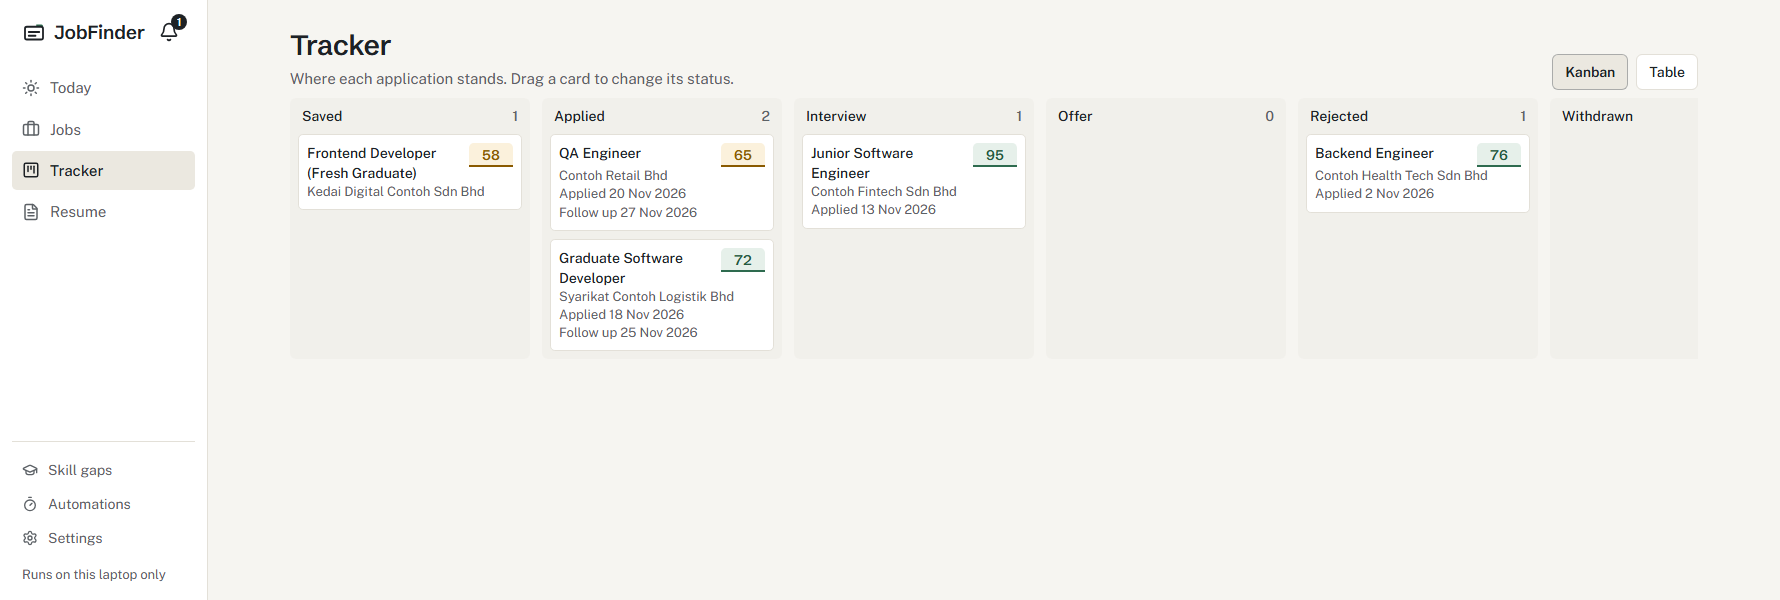 JobFinder
1
Today
Jobs
Tracker
Resume
Skill gaps
Automations
Settings
Runs on this laptop only
Tracker
Where each application stands. Drag a card to change its status.
Kanban
Table
Saved 1
Frontend Developer
(Fresh Graduate)
58
Kedai Digital Contoh Sdn Bhd
Applied 2
QA Engineer
65
Contoh Retail Bhd
Applied 20 Nov 2026
Follow up 27 Nov 2026
Graduate Software
Developer
72
Syarikat Contoh Logistik Bhd
Applied 18 Nov 2026
Follow up 25 Nov 2026
Interview 1
Junior Software
Engineer
95
Contoh Fintech Sdn Bhd
Applied 13 Nov 2026
Offer 0
Rejected 1
Backend Engineer
76
Contoh Health Tech Sdn Bhd
Applied 2 Nov 2026
Withdrawn